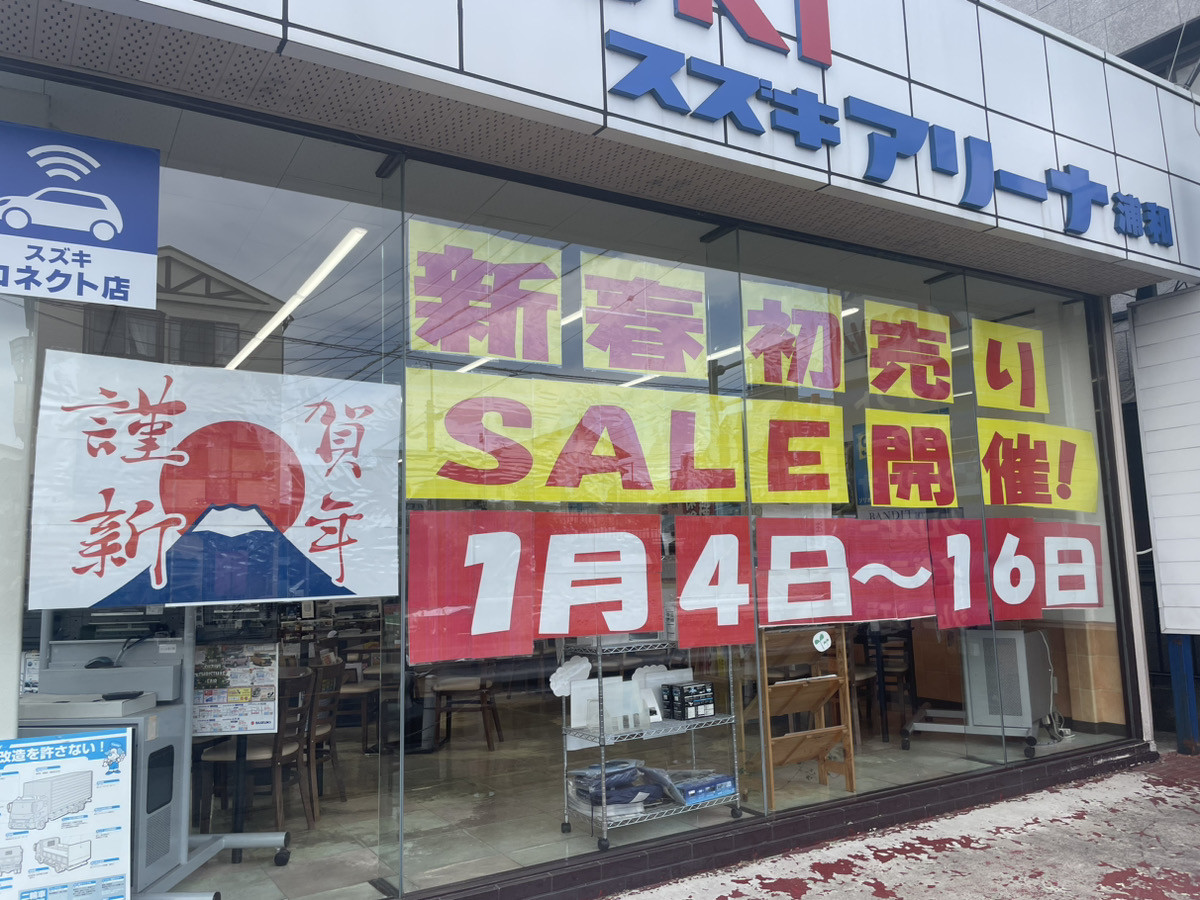 スズキアリーナ 浦和
スズキ
コネクト店
謹賀
新年
新春初売り
SALE開催!
1月4日〜16日
改造を許さない!